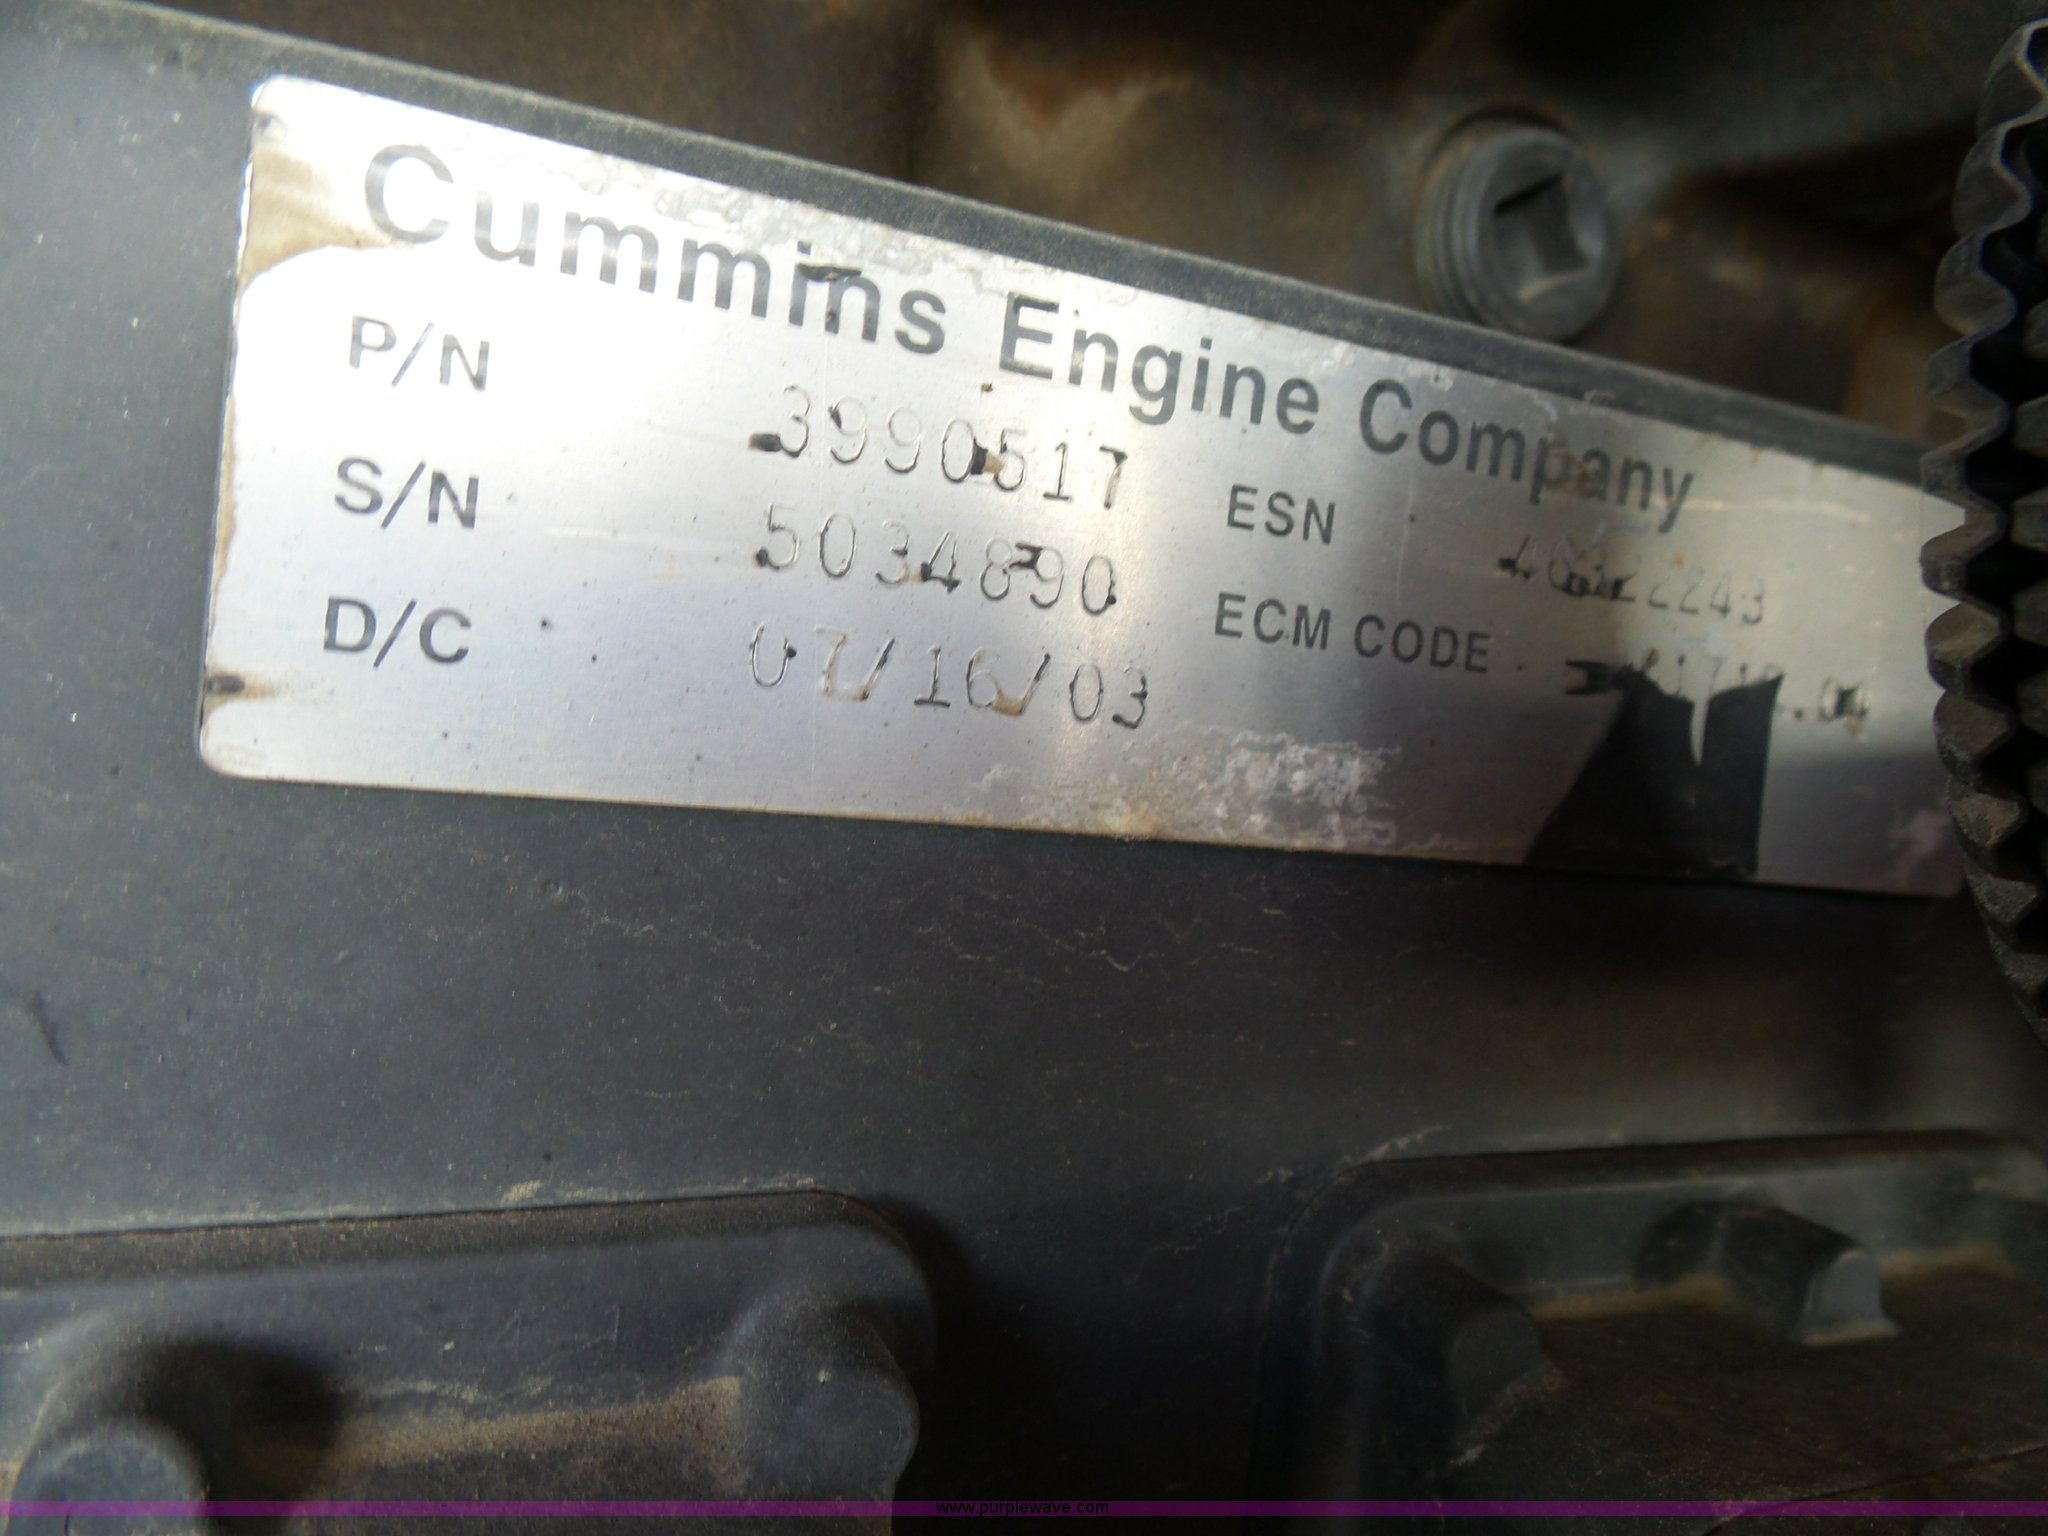 Cummins Engine Company
P/N 3990517
S/N 5034890 ESN
D/C 07/16/03 ECM CODE
www.purplewave.com